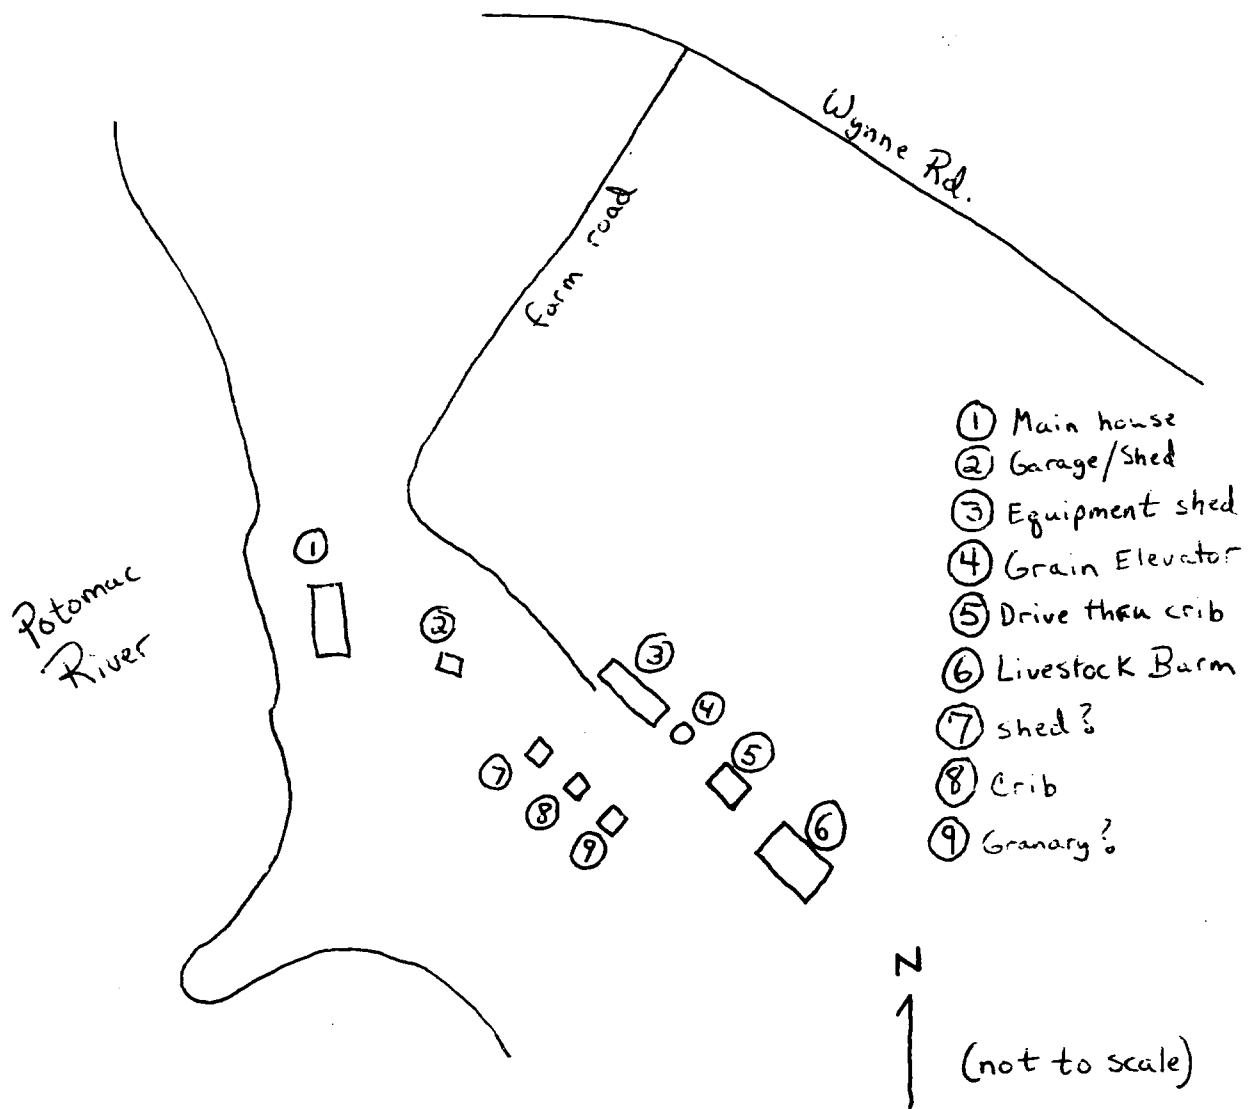 Wynne Rd.
farm road
① Main house
② Garage/Shed
③ Equipment shed
④ Grain Elevator
⑤ Drive thru crib
⑥ Livestock Barm
⑦ shed?
⑧ Crib
⑨ Granary?
①
②
③
④
⑤
⑥
⑦
⑧
⑨
Potomac
River
N
(not to scale)